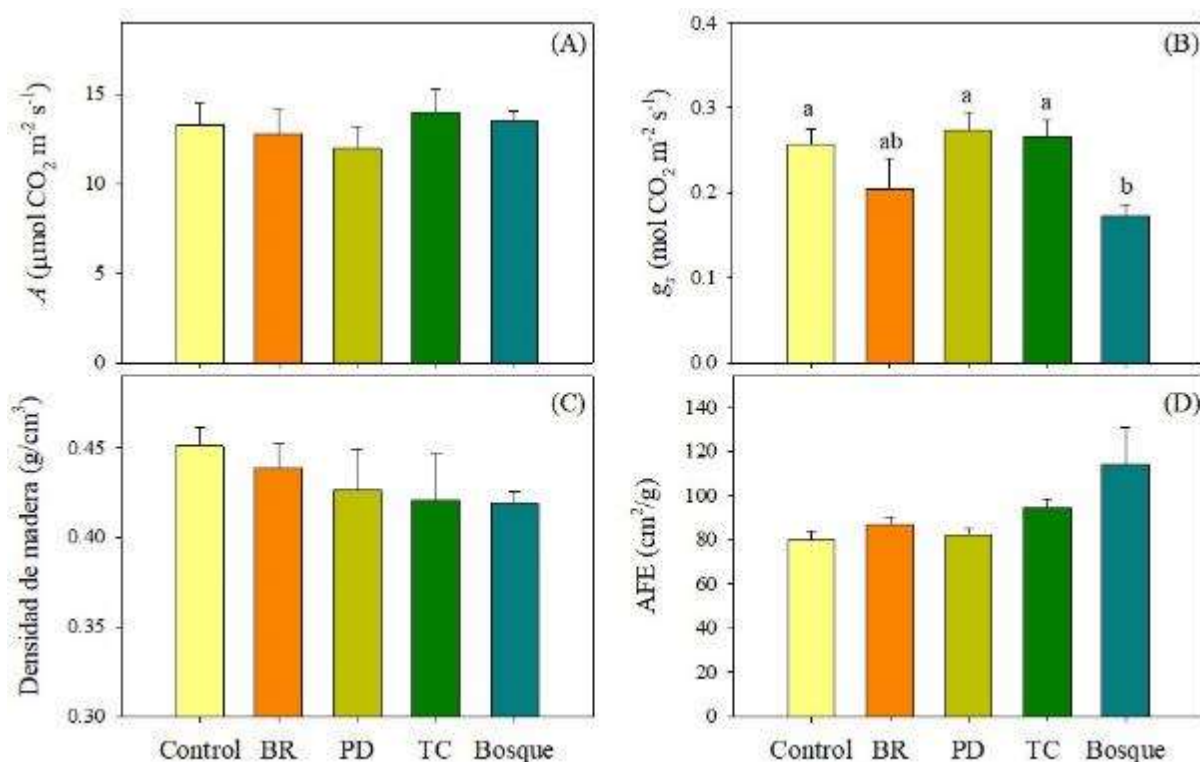 (A)
A (μmol CO₂ m⁻² s⁻¹)
15
10
5
0
(B)
gₛ (mol CO₂ m⁻² s⁻¹)
0.4
0.3
0.2
0.1
0.0
a
ab
a
a
b
(C)
Densidad de madera (g/cm³)
0.45
0.40
0.35
0.30
Control BR PD TC Bosque
(D)
AFE (cm²/g)
140
120
100
80
60
40
20
0
Control BR PD TC Bosque